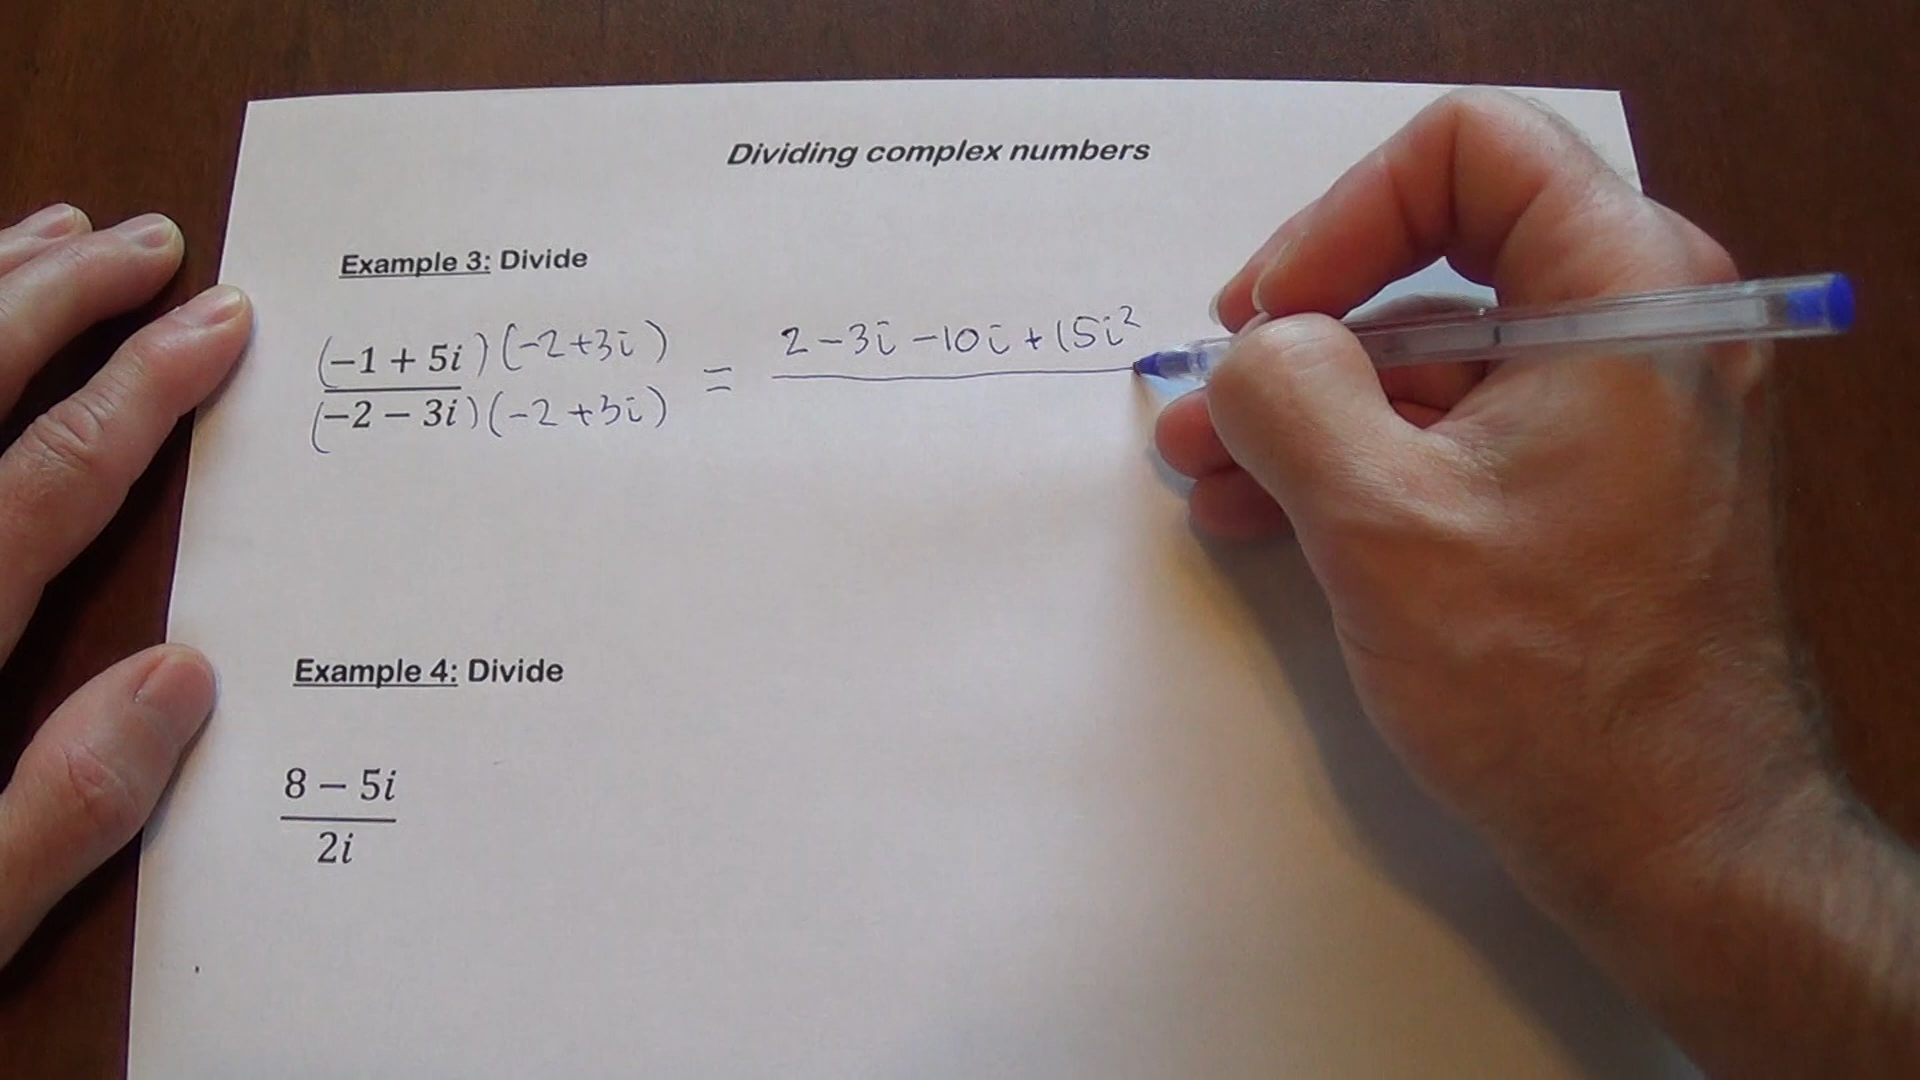 Dividing complex numbers
Example 3: Divide
(-1 + 5i)(-2+3i) = 2-3i-10i+15i²
(-2 - 3i)(-2+3i)
Example 4: Divide
8 - 5i
2i